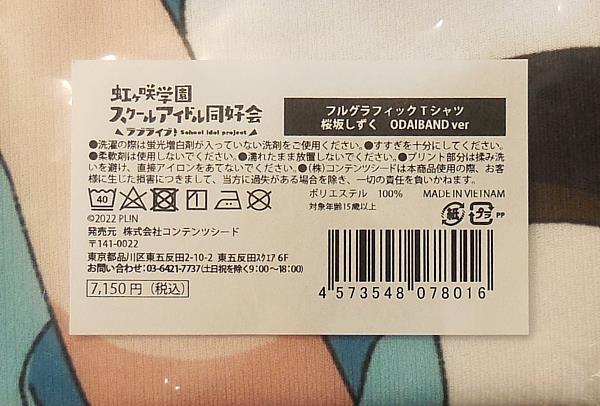 虹ヶ咲学園
スクールアイドル同好会
ラブライブ! School idol project
フルグラフィックTシャツ
桜坂しずく ODAIBAND ver
●洗濯の際は蛍光増白剤が入っていない洗剤をご使用ください。●すすぎを十分にしてください。
●柔軟剤は使用しないでください。●濡れたまま放置しないでください。●プリント部分は揉み洗
いを避け、直接アイロンをあてないでください。●(株)コンテンツシードは本商品使用の際、お客
様に生じた損害につきまして、当方に過失がある場合を除き、一切の責任を負いかねます。
40
ポリエステル 100% MADE IN VIETNAM
対象年齢15歳以上
©2022 PLIN
発売元 株式会社コンテンツシード
〒141-0022
東京都品川区東五反田2-10-2 東五反田ｽｸｴｱ 6F
お問い合わせ：03-6421-7737(土日祝を除く9：00～18：00)
7,150円（税込）
紙
プラ
PP
4 573548 078016